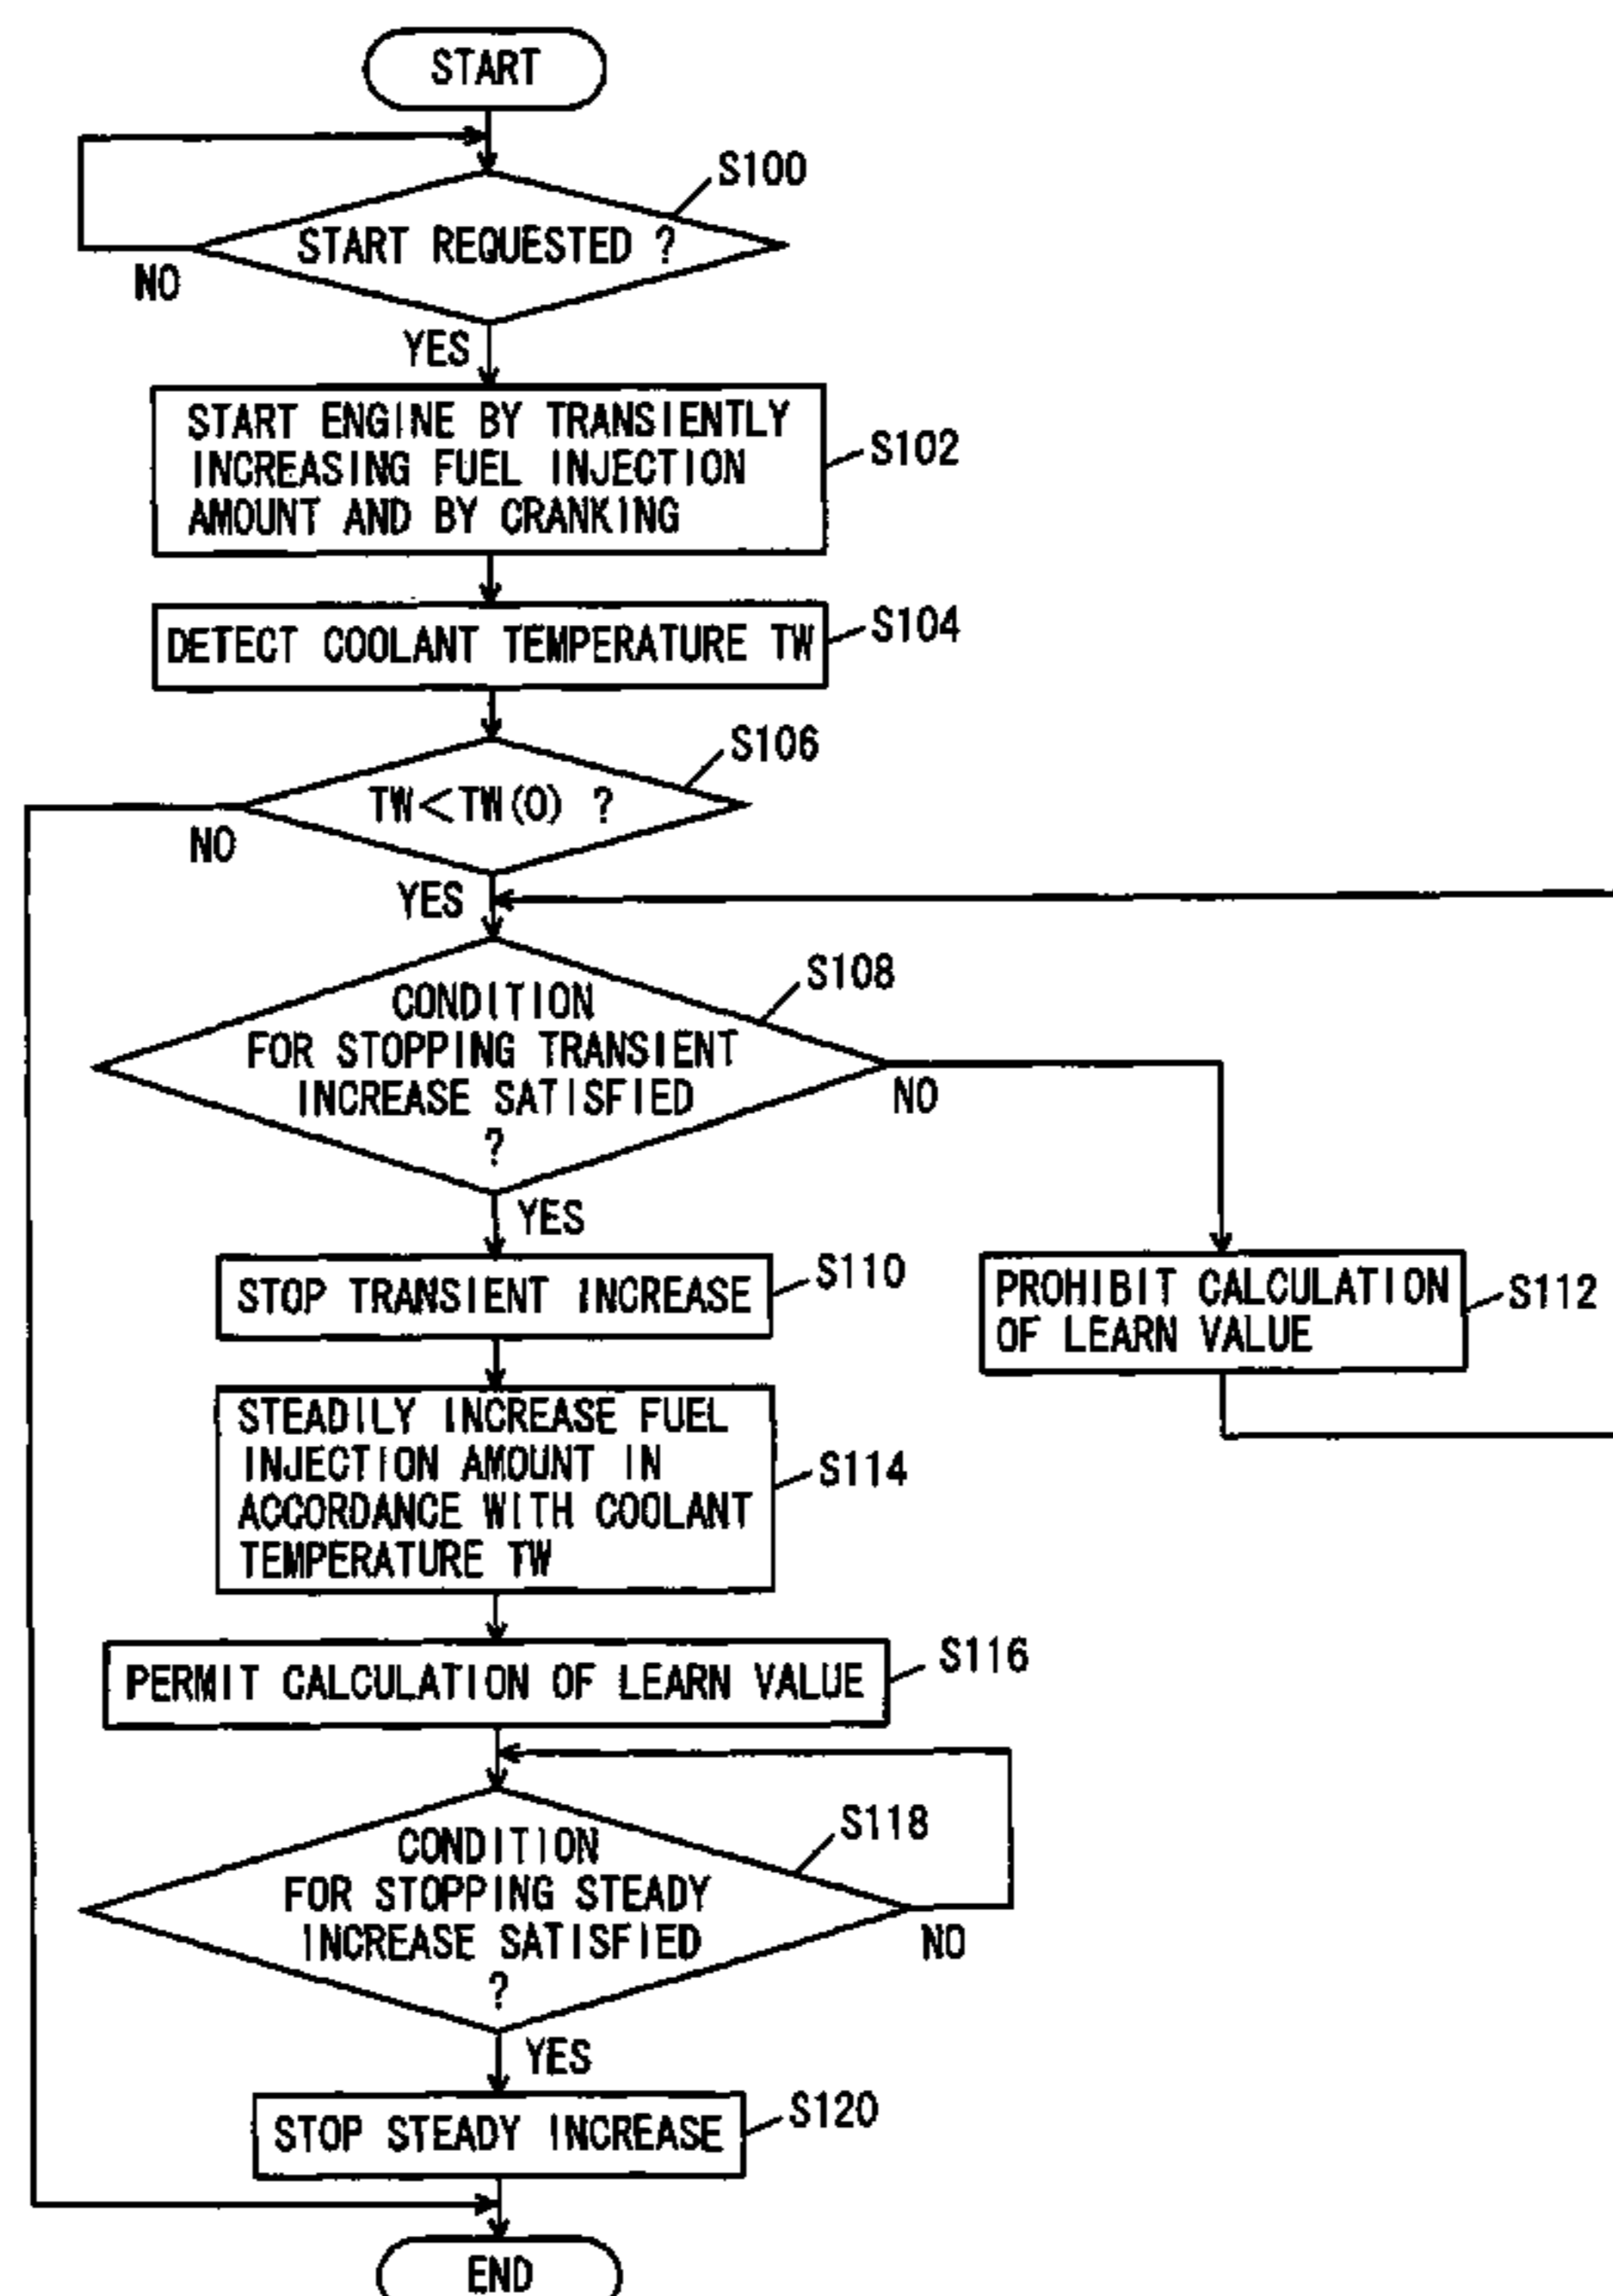 START
S100
START REQUESTED ?
NO
YES
START ENGINE BY TRANSIENTLY
INCREASING FUEL INJECTION
AMOUNT AND BY CRANKING
S102
DETECT COOLANT TEMPERATURE TW
S104
S106
TW<TW(0) ?
NO
YES
S108
CONDITION
FOR STOPPING TRANSIENT
INCREASE SATISFIED
?
NO
YES
STOP TRANSIENT INCREASE
S110
PROHIBIT CALCULATION
OF LEARN VALUE
S112
STEADILY INCREASE FUEL
INJECTION AMOUNT IN
ACCORDANCE WITH COOLANT
TEMPERATURE TW
S114
PERMIT CALCULATION OF LEARN VALUE
S116
S118
CONDITION
FOR STOPPING STEADY
INCREASE SATISFIED
?
NO
YES
STOP STEADY INCREASE
S120
END